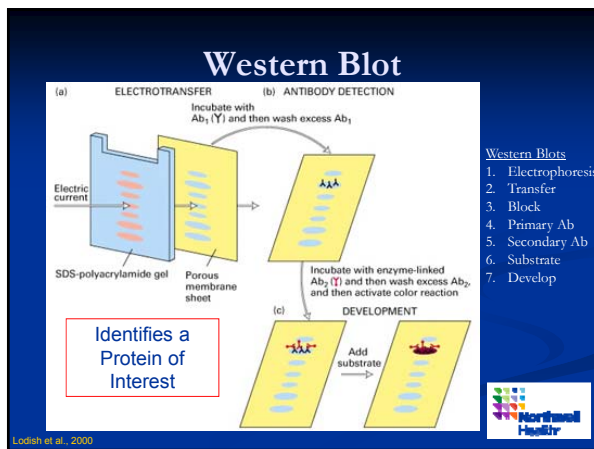 Western Blot
(a) ELECTROTRANSFER
(b) ANTIBODY DETECTION
Incubate with
Ab1 (Y) and then wash excess Ab1
Electric
current
SDS-polyacrylamide gel
Porous
membrane
sheet
Incubate with enzyme-linked
Ab2 (Y) and then wash excess Ab2,
and then activate color reaction
(c) DEVELOPMENT
Add
substrate
Identifies a
Protein of
Interest
Western Blots
1. Electrophoresis
2. Transfer
3. Block
4. Primary Ab
5. Secondary Ab
6. Substrate
7. Develop
Northwell
Health
Lodish et al., 2000